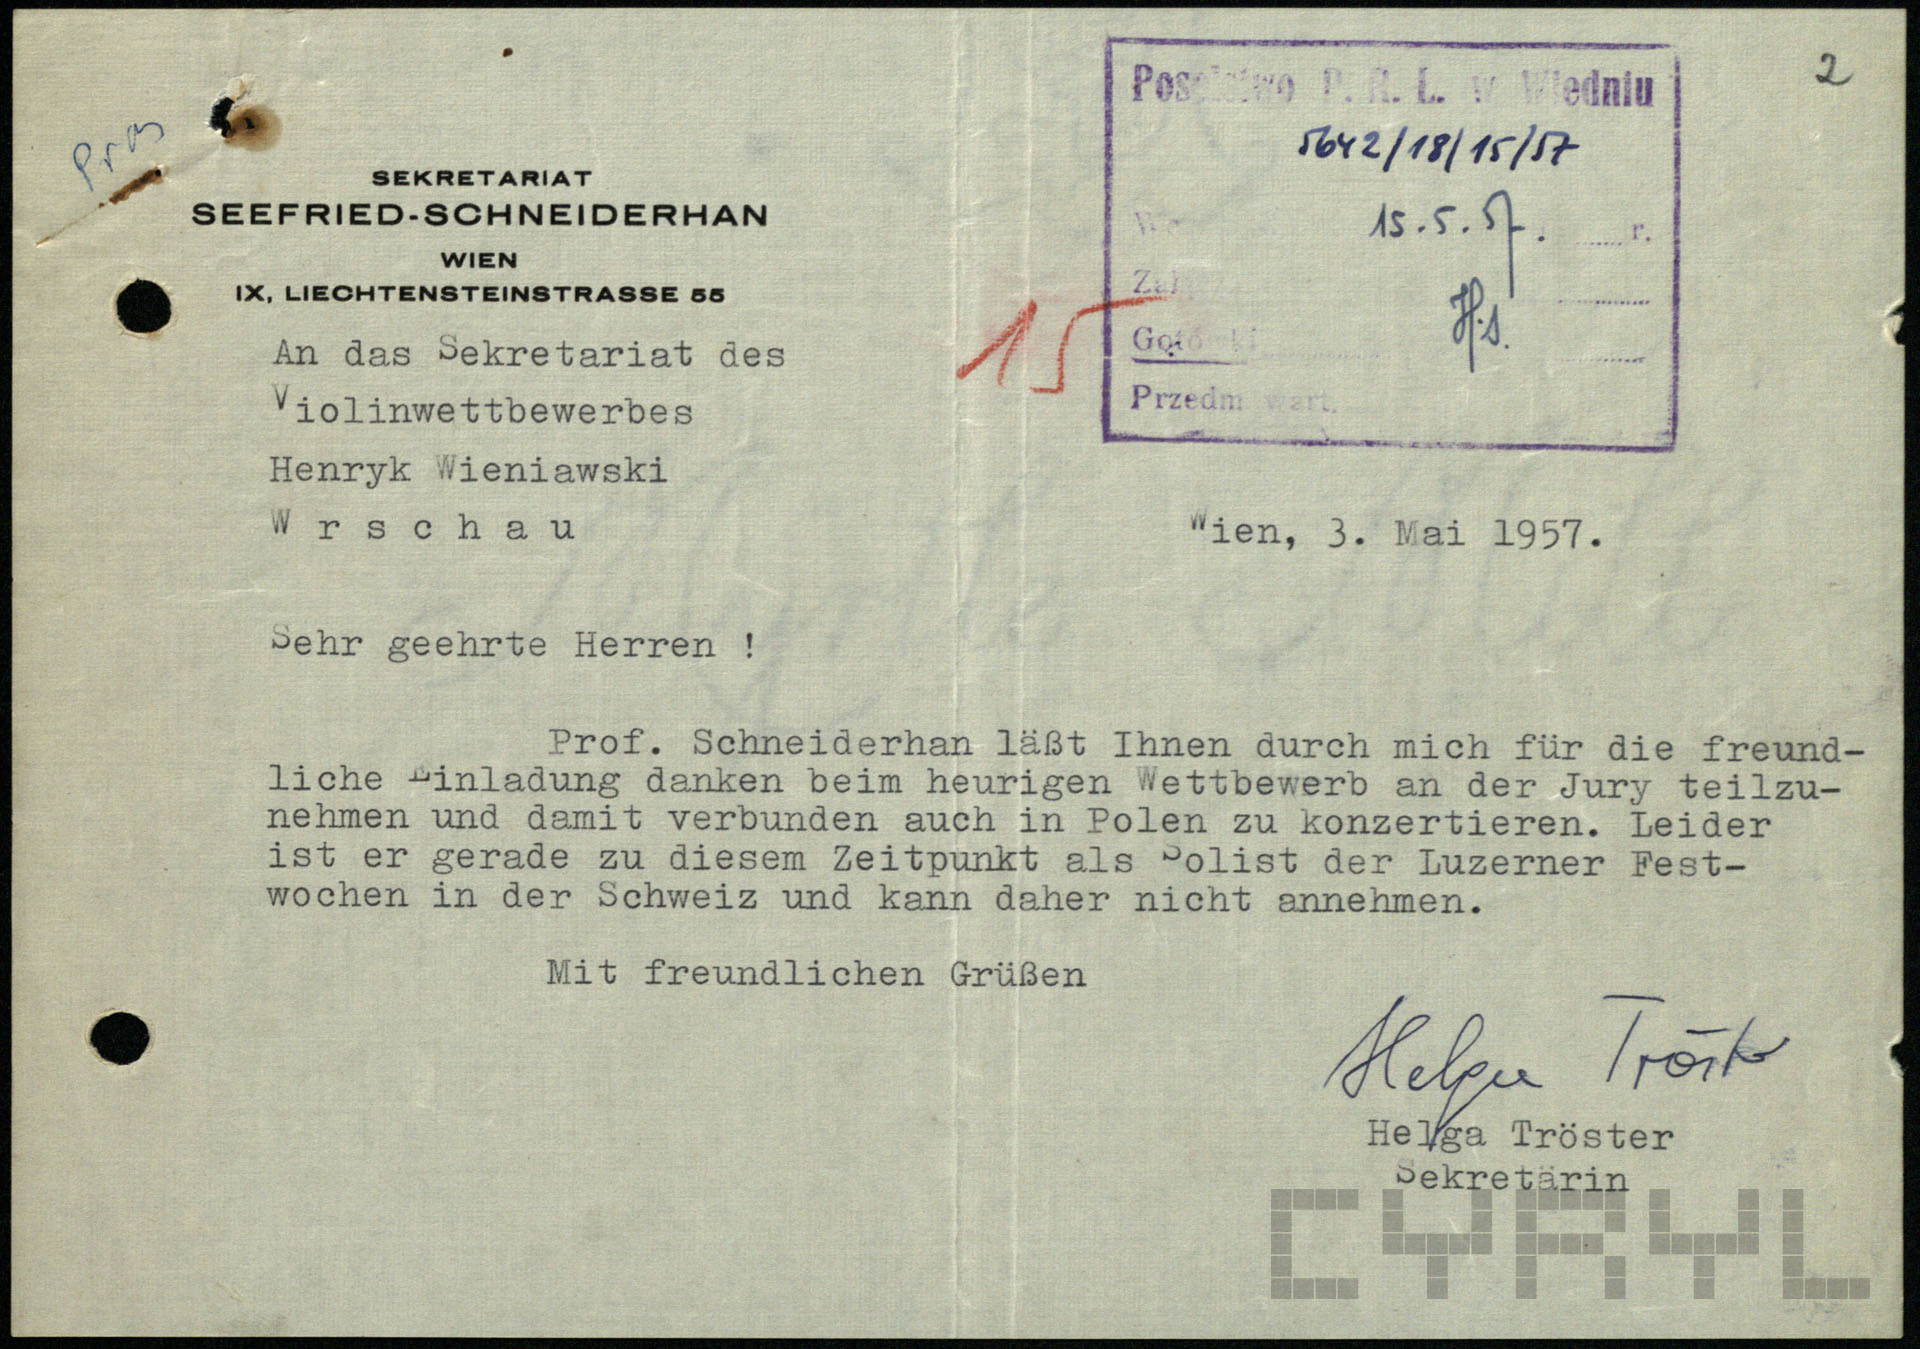 2
Poselstwo P. R. L. w Wiedniu
5642/18/15/57
15.5.57. r.
Zał
Gotówki
Przedm wart.
H.s.
15
SEKRETARIAT
SEEFRIED-SCHNEIDERHAN
WIEN
IX, LIECHTENSTEINSTRASSE 55
An das Sekretariat des
Violinwettbewerbes
Henryk Wieniawski
W r s c h a u
Wien, 3. Mai 1957.
Sehr geehrte Herren !
Prof. Schneiderhan läßt Ihnen durch mich für die freund-
liche Einladung danken beim heurigen Wettbewerb an der Jury teilzu-
nehmen und damit verbunden auch in Polen zu konzertieren. Leider
ist er gerade zu diesem Zeitpunkt als Solist der Luzerner Fest-
wochen in der Schweiz und kann daher nicht annehmen.
Mit freundlichen Grüßen
Helga Tröster
Helga Tröster
Sekretärin
CYRYL